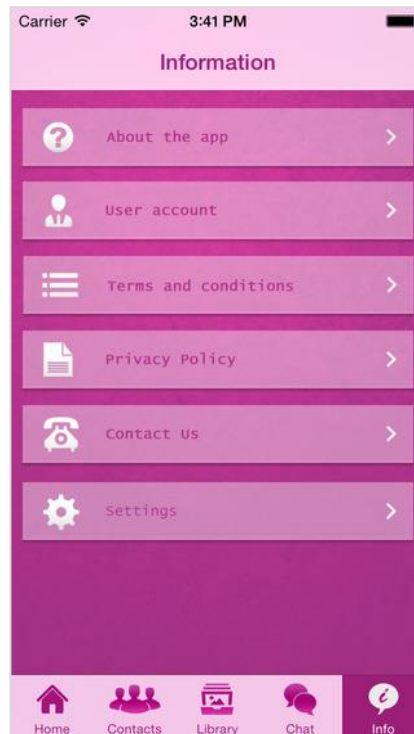 Carrier 3:41 PM
Information
About the app
User account
Terms and conditions
Privacy Policy
Contact Us
Settings
Home Contacts Library Chat Info